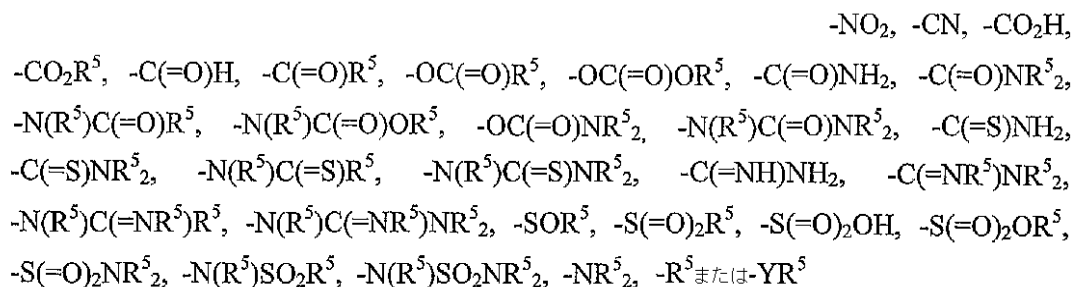 -NO₂, -CN, -CO₂H,
-CO₂R⁵, -C(=O)H, -C(=O)R⁵, -OC(=O)R⁵, -OC(=O)OR⁵, -C(=O)NH₂, -C(=O)NR⁵₂,
-N(R⁵)C(=O)R⁵, -N(R⁵)C(=O)OR⁵, -OC(=O)NR⁵₂, -N(R⁵)C(=O)NR⁵₂, -C(=S)NH₂,
-C(=S)NR⁵₂, -N(R⁵)C(=S)R⁵, -N(R⁵)C(=S)NR⁵₂, -C(=NH)NH₂, -C(=NR⁵)NR⁵₂,
-N(R⁵)C(=NR⁵)R⁵, -N(R⁵)C(=NR⁵)NR⁵₂, -SOR⁵, -S(=O)₂R⁵, -S(=O)₂OH, -S(=O)₂OR⁵,
-S(=O)₂NR⁵₂, -N(R⁵)SO₂R⁵, -N(R⁵)SO₂NR⁵₂, -NR⁵₂, -R⁵または-YR⁵